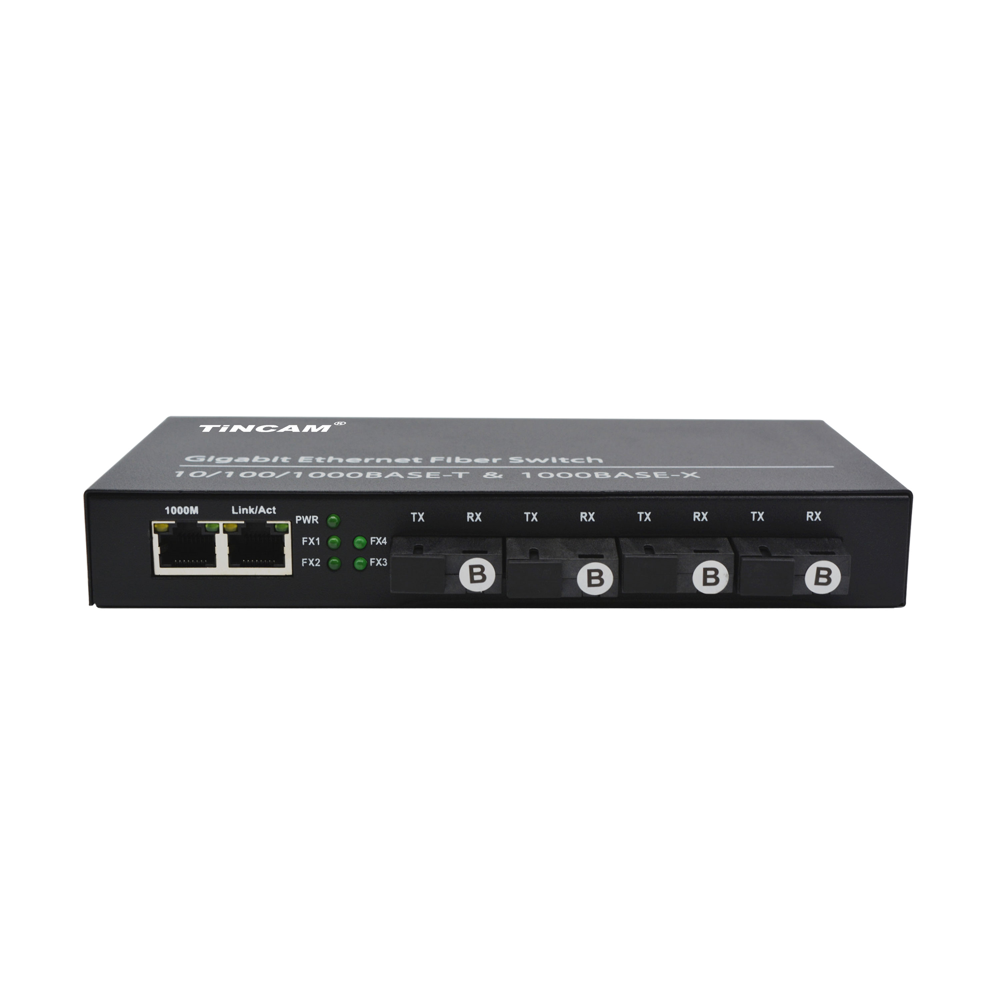 TiNCAM®
Gigabit Ethernet Fiber Switch
10/100/1000BASE-T & 1000BASE-X
1000M Link/Act
PWR
FX1 FX4
FX2 FX3
TX RX TX RX TX RX TX RX
B B B B